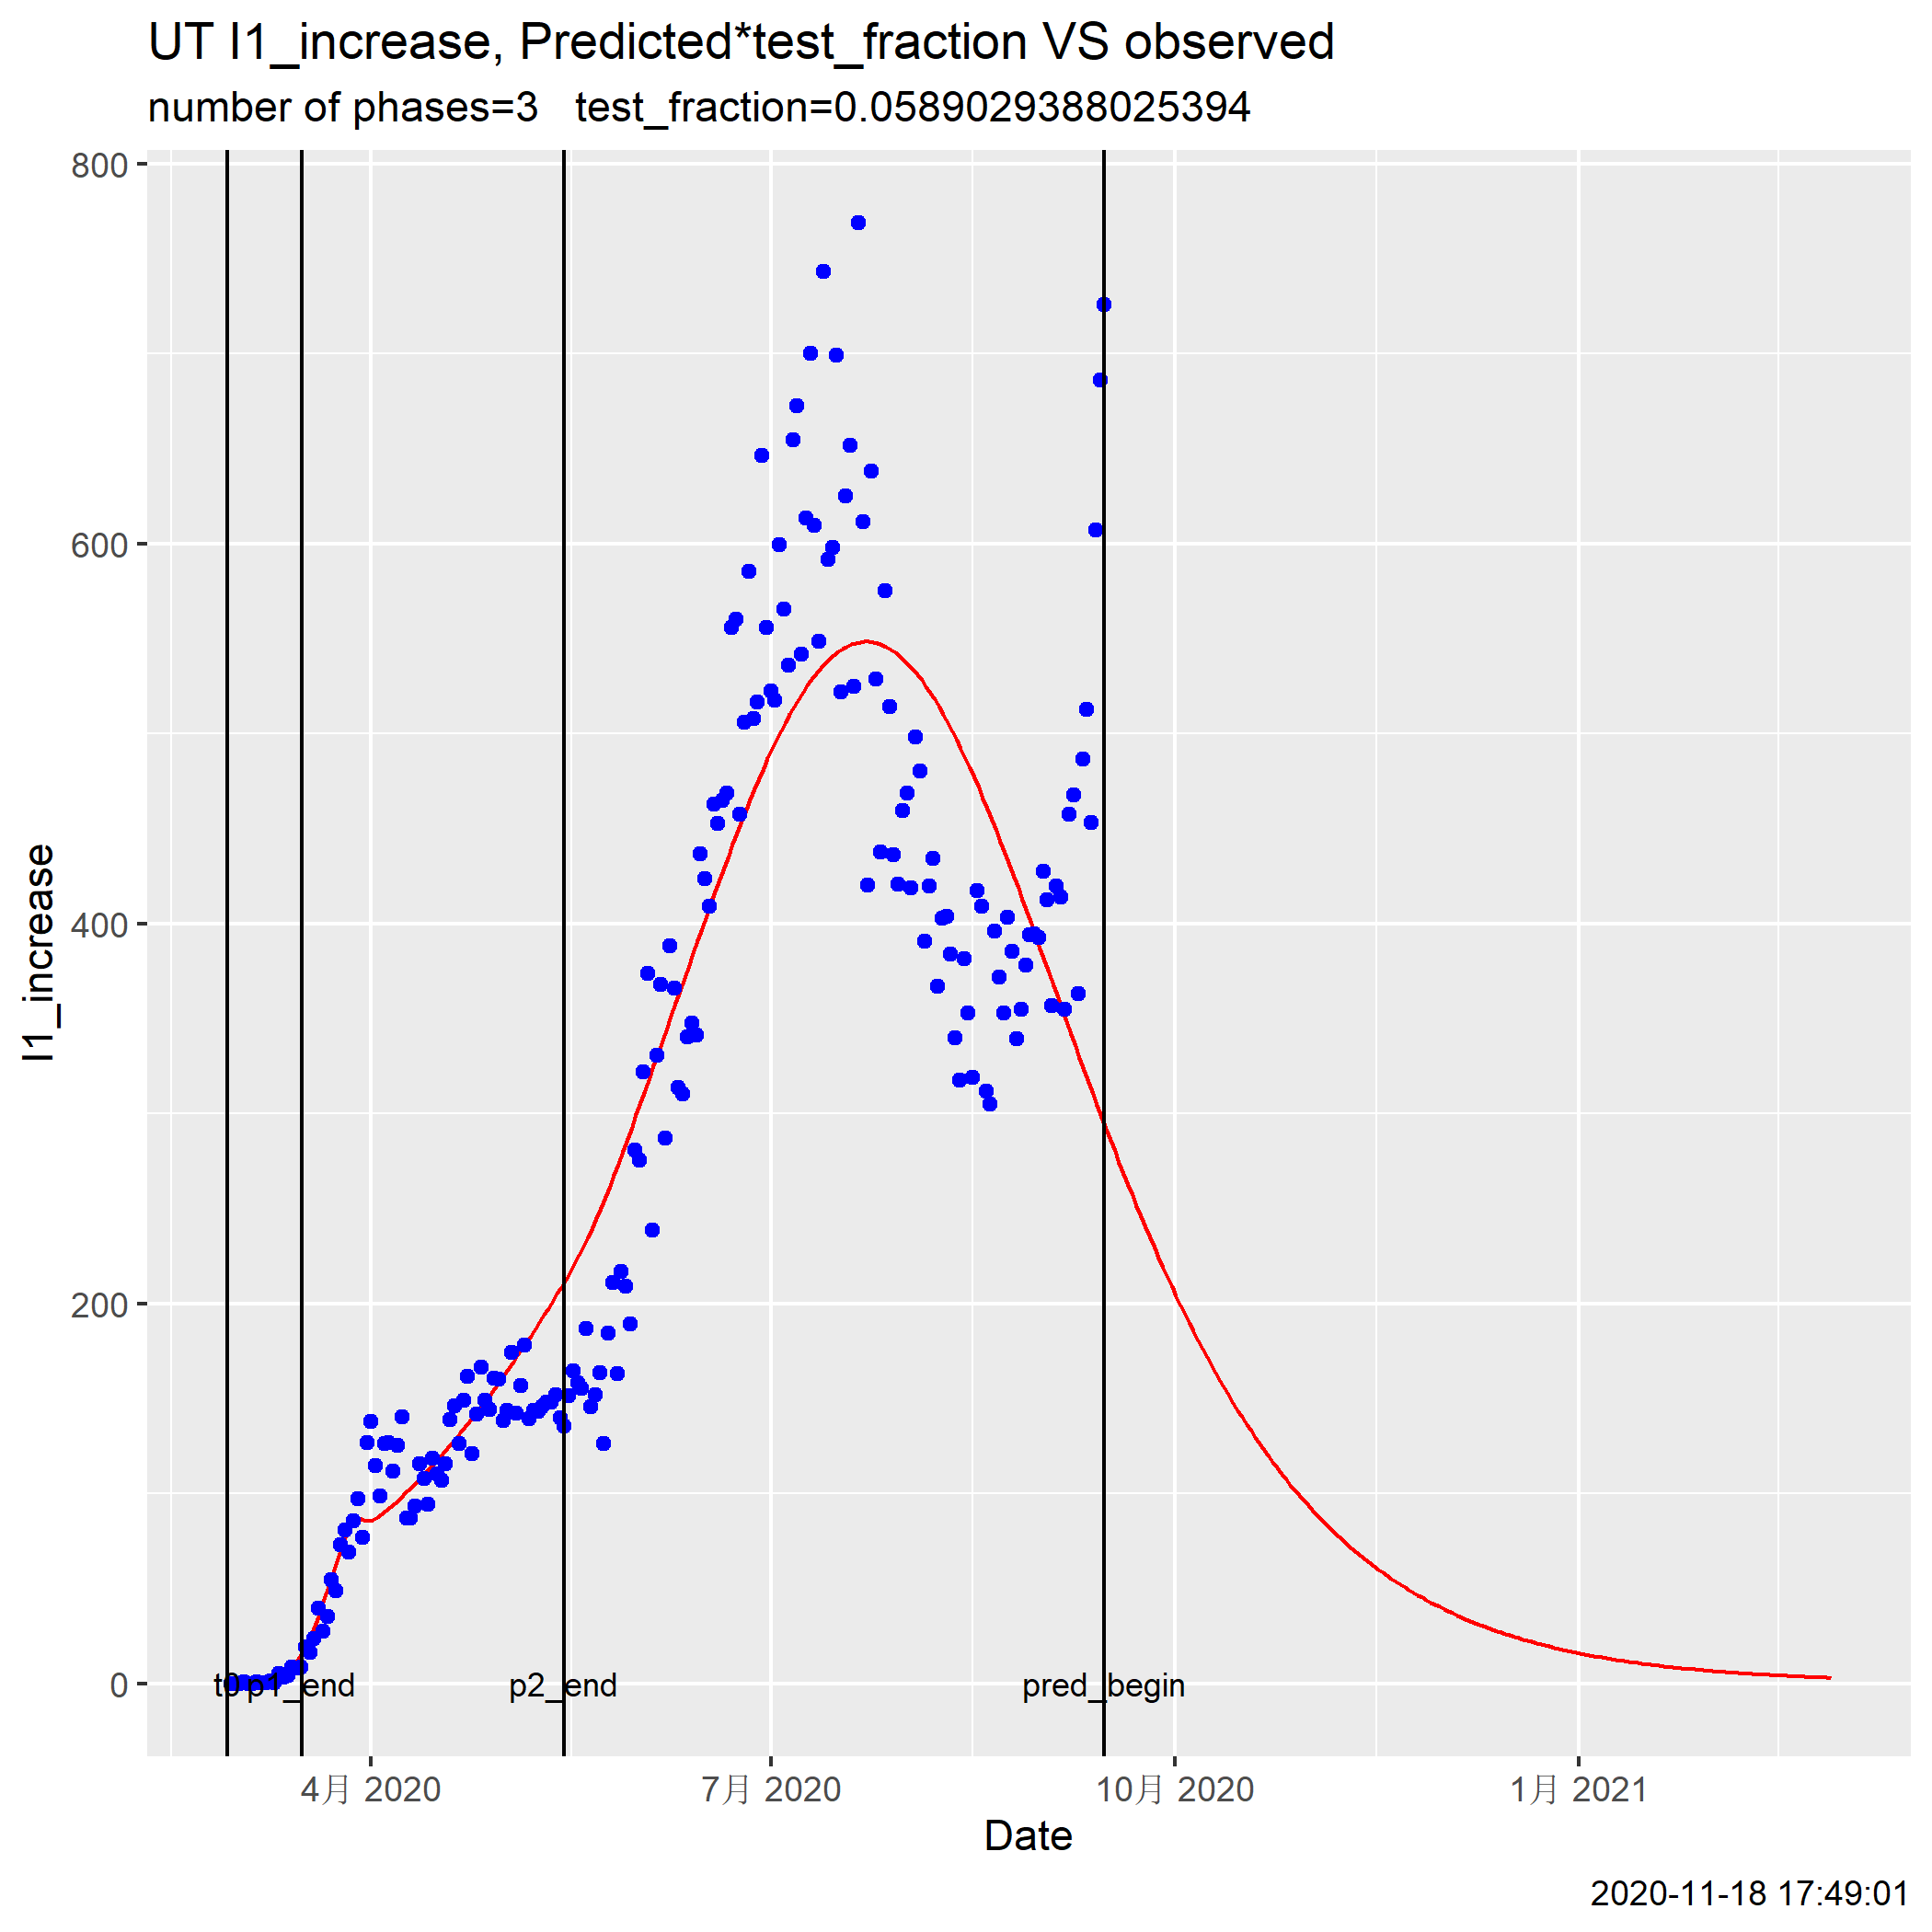 UT I1_increase, Predicted*test_fraction VS observed
number of phases=3 test_fraction=0.0589029388025394
800
600
400
200
0
I1_increase
t0 p1_end p2_end pred_begin
4月 2020 7月 2020 10月 2020 1月 2021
Date
2020-11-18 17:49:01